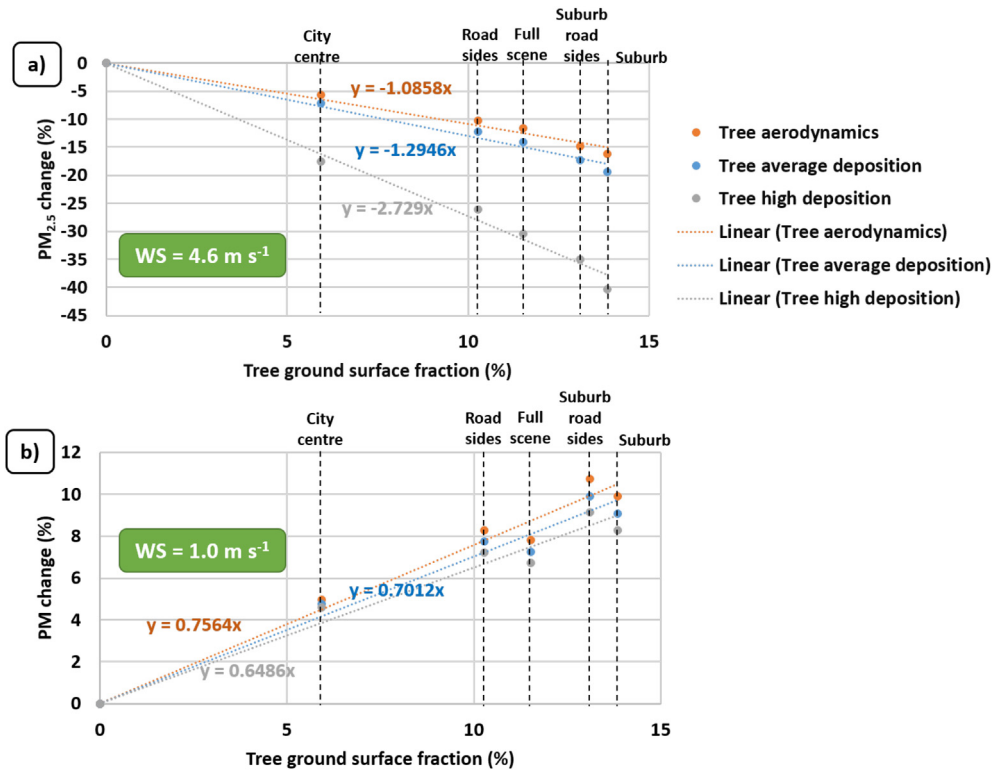 a)
City
centre
Road
sides
Full
scene
Suburb
road
sides
Suburb
0
-5
-10
-15
-20
-25
-30
-35
-40
-45
PM2.5 change (%)
y = -1.0858x
y = -1.2946x
y = -2.729x
WS = 4.6 m s-1
0
5
10
15
Tree ground surface fraction (%)
Tree aerodynamics
Tree average deposition
Tree high deposition
Linear (Tree aerodynamics)
Linear (Tree average deposition)
Linear (Tree high deposition)
b)
City
centre
Road
sides
Full
scene
Suburb
road
sides
Suburb
12
10
8
6
4
2
0
PM change (%)
WS = 1.0 m s-1
y = 0.7012x
y = 0.7564x
y = 0.6486x
0
5
10
15
Tree ground surface fraction (%)